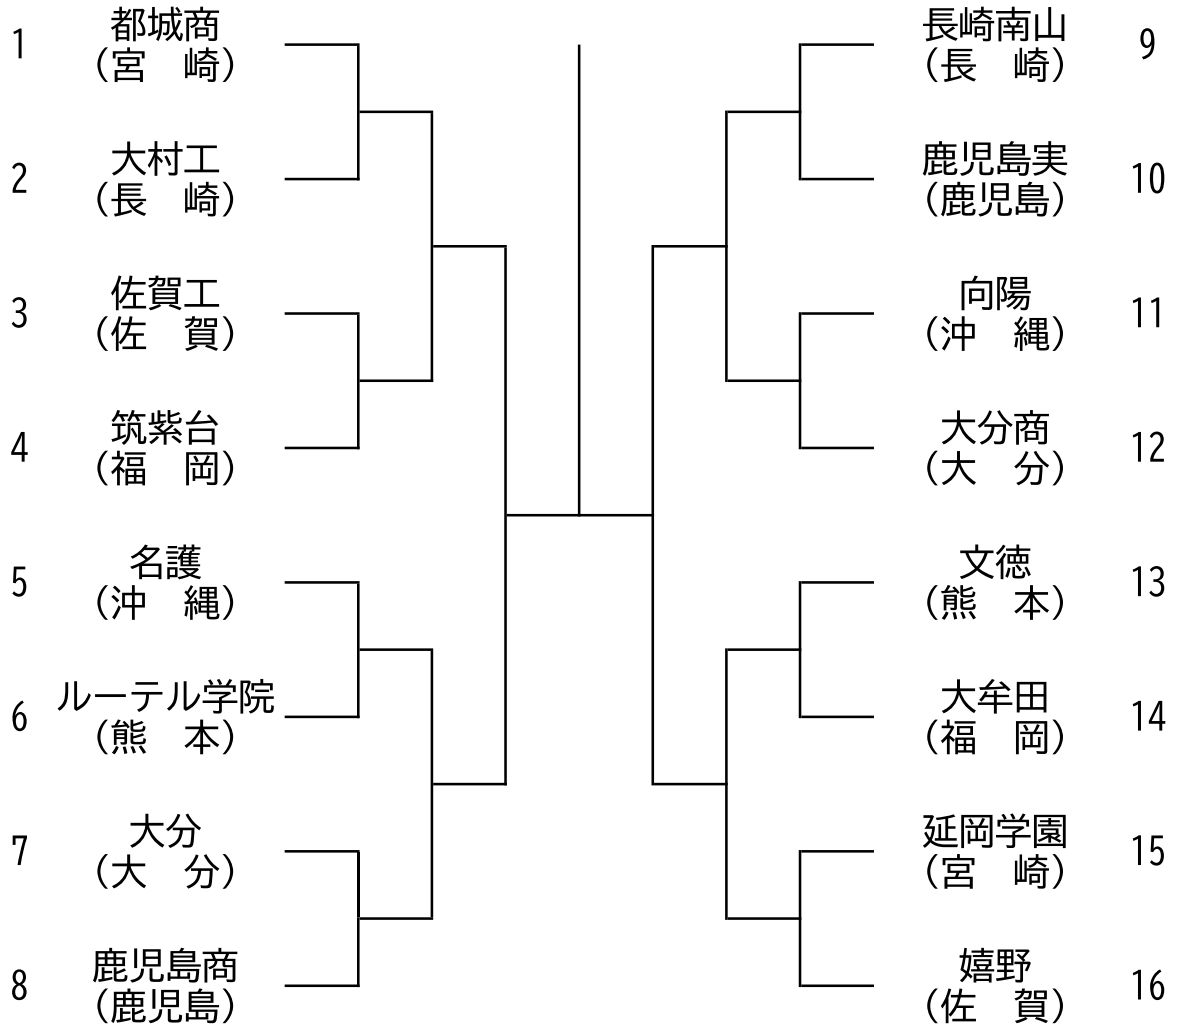 1
都城商
（宮　崎）
2
大村工
（長　崎）
3
佐賀工
（佐　賀）
4
筑紫台
（福　岡）
5
名護
（沖　縄）
6
ルーテル学院
（熊　本）
7
大分
（大　分）
8
鹿児島商
（鹿児島）
長崎南山
（長　崎）
9
鹿児島実
（鹿児島）
10
向陽
（沖　縄）
11
大分商
（大　分）
12
文徳
（熊　本）
13
大牟田
（福　岡）
14
延岡学園
（宮　崎）
15
嬉野
（佐　賀）
16